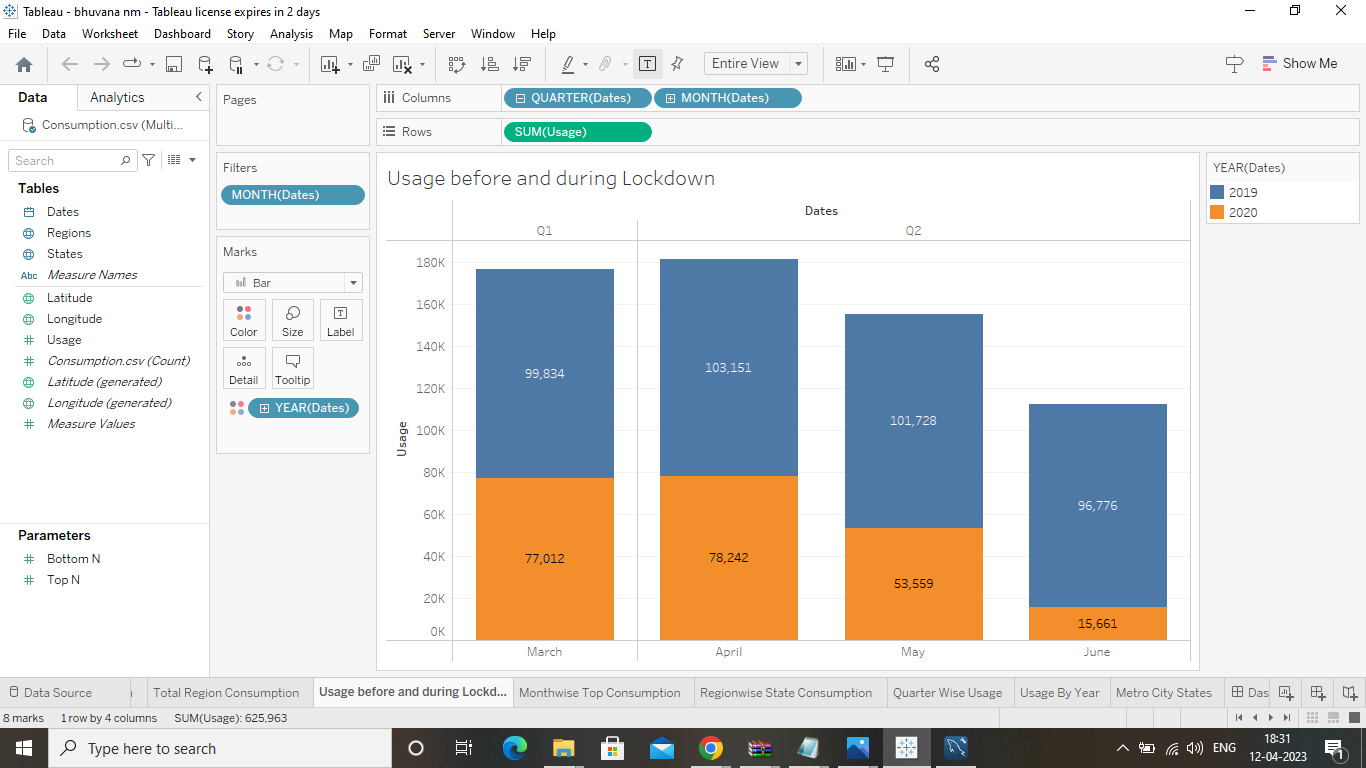 Tableau - bhuvana nm - Tableau license expires in 2 days
File Data Worksheet Dashboard Story Analysis Map Format Server Window Help
Entire View
Show Me
Data Analytics
Consumption.csv (Multi...
Search
Tables
Dates
Regions
States
Abc Measure Names
Latitude
Longitude
Usage
Consumption.csv (Count)
Latitude (generated)
Longitude (generated)
Measure Values
Parameters
Bottom N
Top N
Pages
Filters
MONTH(Dates)
Marks
Bar
Color Size Label
Detail Tooltip
YEAR(Dates)
Columns QUARTER(Dates) MONTH(Dates)
Rows SUM(Usage)
Usage before and during Lockdown
Dates
Q1 Q2
Usage
180K
160K
140K
120K
100K
80K
60K
40K
20K
0K
99,834 103,151 101,728 96,776
77,012 78,242 53,559 15,661
March April May June
YEAR(Dates)
2019
2020
Data Source Total Region Consumption Usage before and during Lockd... Monthwise Top Consumption Regionwise State Consumption Quarter Wise Usage Usage By Year Metro City States Das
8 marks 1 row by 4 columns SUM(Usage): 625,963
Type here to search
ENG
18:31
12-04-2023
1